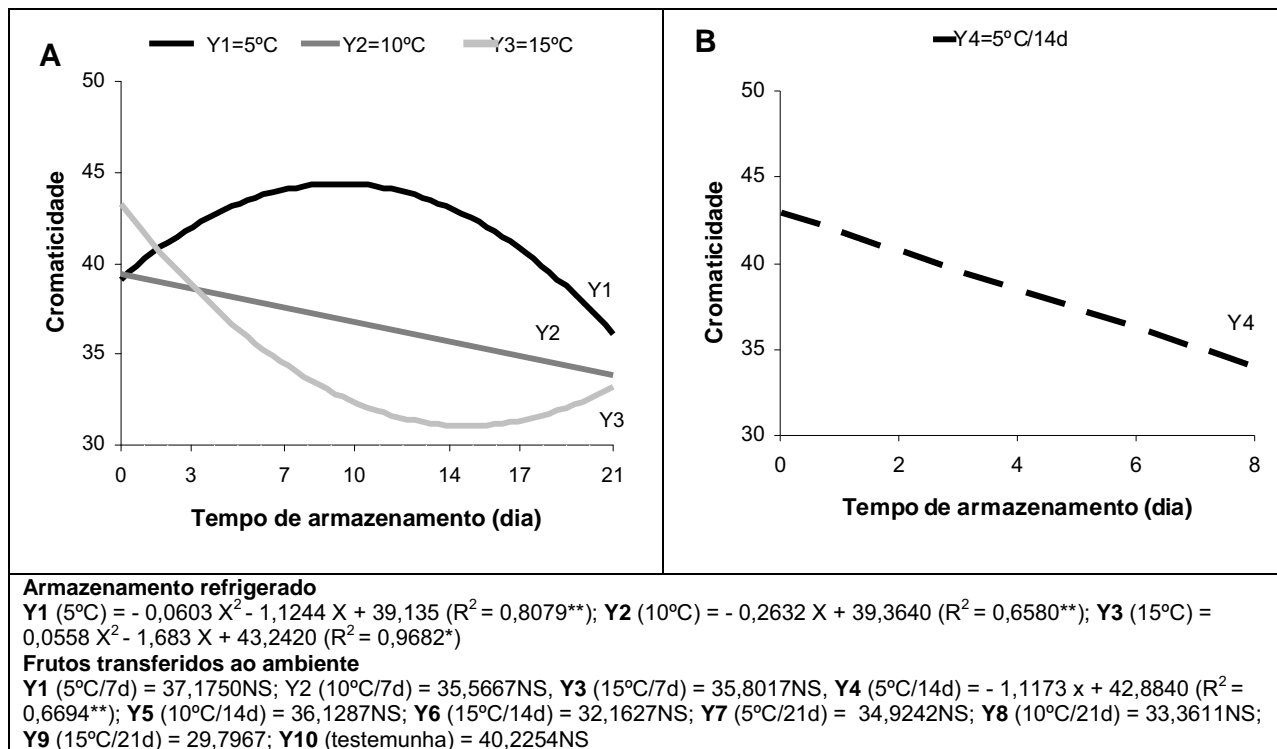 A
Y1=5ºC Y2=10ºC Y3=15ºC
50
45
40
35
30
Cromaticidade
Y1
Y2
Y3
0 3 7 10 14 17 21
Tempo de armazenamento (dia)
B
Y4=5ºC/14d
50
45
40
35
30
Cromaticidade
Y4
0 2 4 6 8
Tempo de armazenamento (dia)
Armazenamento refrigerado
Y1 (5ºC) = - 0,0603 X² - 1,1244 X + 39,135 (R² = 0,8079**); Y2 (10ºC) = - 0,2632 X + 39,3640 (R² = 0,6580**); Y3 (15ºC) =
0,0558 X² - 1,683 X + 43,2420 (R² = 0,9682*)
Frutos transferidos ao ambiente
Y1 (5ºC/7d) = 37,1750NS; Y2 (10ºC/7d) = 35,5667NS, Y3 (15ºC/7d) = 35,8017NS, Y4 (5ºC/14d) = - 1,1173 x + 42,8840 (R² =
0,6694**); Y5 (10ºC/14d) = 36,1287NS; Y6 (15ºC/14d) = 32,1627NS; Y7 (5ºC/21d) = 34,9242NS; Y8 (10ºC/21d) = 33,3611NS;
Y9 (15ºC/21d) = 29,7967; Y10 (testemunha) = 40,2254NS